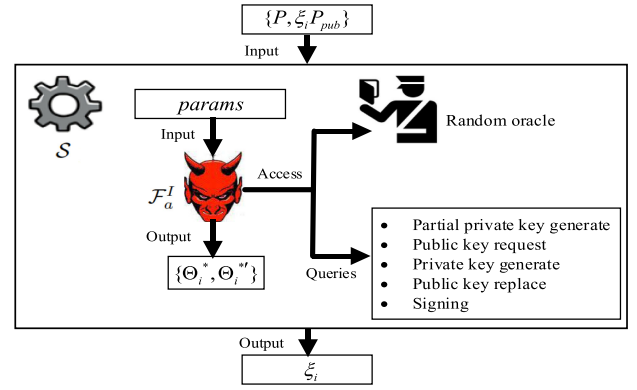 {P, ξ_i P_pub}
Input
params
Input
S
F_a^I
Access
Random oracle
Output
{Θ_i^*, Θ_i^*′}
Queries
• Partial private key generate
• Public key request
• Private key generate
• Public key replace
• Signing
Output
ξ_i